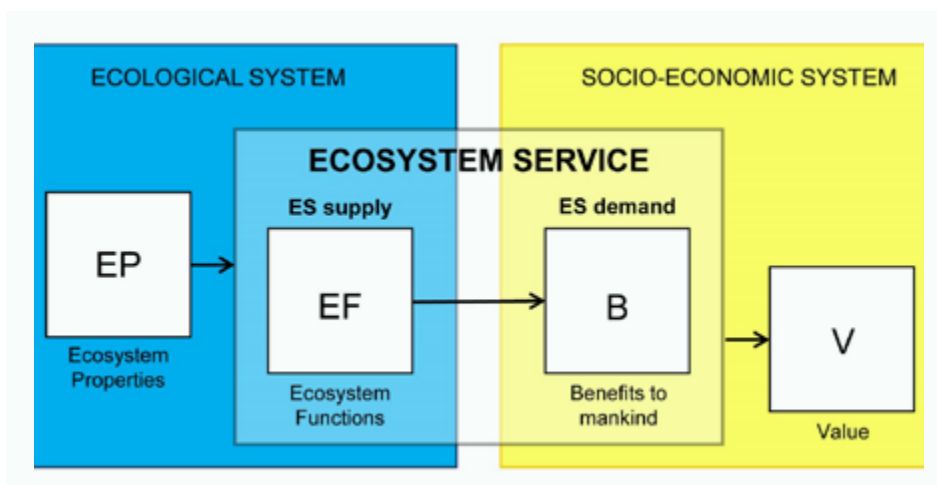 ECOLOGICAL SYSTEM
SOCIO-ECONOMIC SYSTEM
ECOSYSTEM SERVICE
ES supply
ES demand
EP
EF
B
V
Ecosystem
Properties
Ecosystem
Functions
Benefits to
mankind
Value